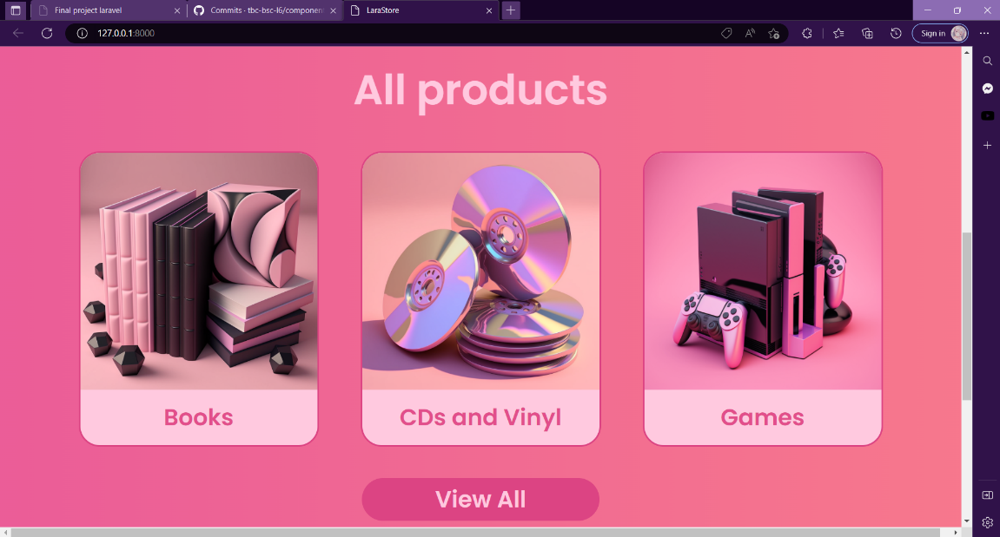 Final project laravel
Commits · tbc-bsc-l6/component
LaraStore
127.0.0.1:8000
Sign in
All products
Books
CDs and Vinyl
Games
View All